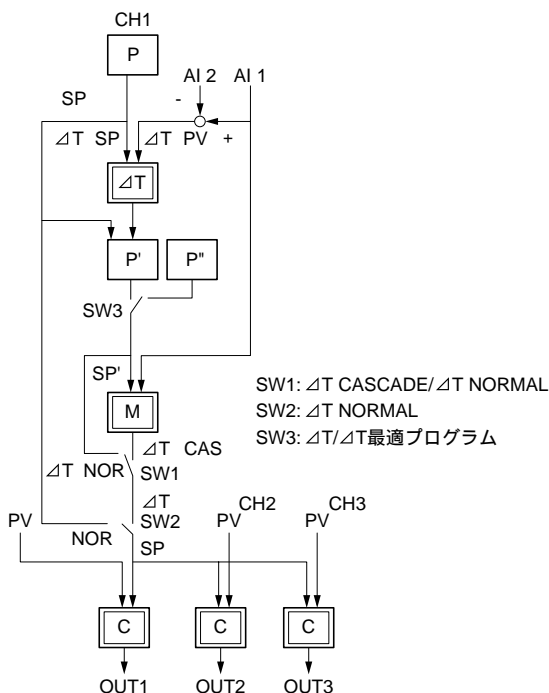 CH1
P
AI 2 AI 1
SP
-
⊿T SP ⊿T PV +
⊿T
P' P"
SW3
SP'
M
SW1: ⊿T CASCADE/⊿T NORMAL
SW2: ⊿T NORMAL
SW3: ⊿T/⊿T最適プログラム
⊿T CAS
⊿T NOR SW1
⊿T
PV NOR SW2 PV CH2 PV CH3
SP
C C C
OUT1 OUT2 OUT3